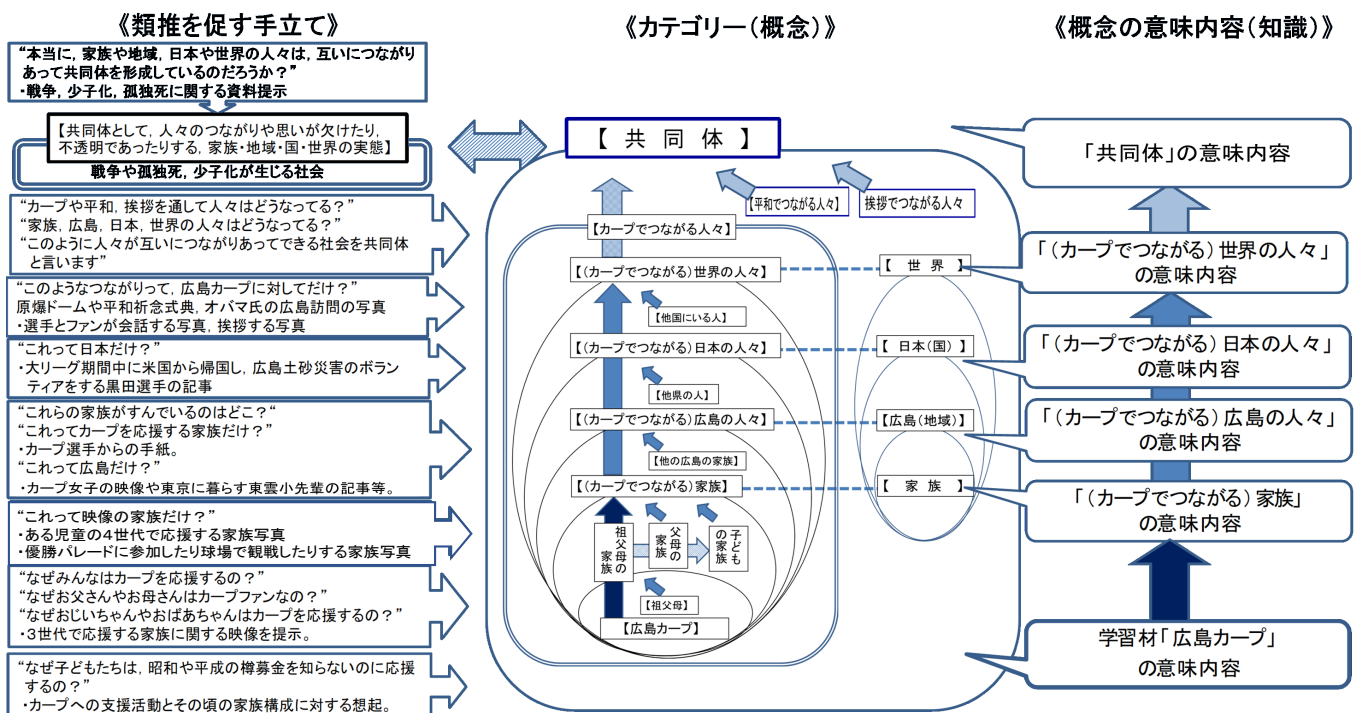 《類推を促す手立て》
《カテゴリー(概念)》
《概念の意味内容(知識)》
“本当に,家族や地域,日本や世界の人々は,互いにつながり
あって共同体を形成しているのだろうか?”
・戦争,少子化,孤独死に関する資料提示
【共同体として,人々のつながりや思いが欠けたり,
不透明であったりする,家族・地域・国・世界の実態】
戦争や孤独死,少子化が生じる社会
“カープや平和,挨拶を通して人々はどうなってる?”
“家族,広島,日本,世界の人々はどうなってる?”
“このように人々が互いにつながりあってできる社会を共同体
と言います”
“このようなつながりって,広島カープに対してだけ?”
原爆ドームや平和祈念式典,オバマ氏の広島訪問の写真
・選手とファンが会話する写真,挨拶する写真
“これって日本だけ?”
・大リーグ期間中に米国から帰国し,広島土砂災害のボラン
ティアをする黒田選手の記事
“これらの家族がすんでいるのはどこ?“
“これってカープを応援する家族だけ?”
・カープ選手からの手紙。
“これって広島だけ?”
・カープ女子の映像や東京に暮らす東雲小先輩の記事等。
“これって映像の家族だけ?”
・ある児童の4世代で応援する家族写真
・優勝パレードに参加したり球場で観戦したりする家族写真
“なぜみんなはカープを応援するの?”
“なぜお父さんやお母さんはカープファンなの?”
“なぜおじいちゃんやおばあちゃんはカープを応援するの?”
・3世代で応援する家族に関する映像を提示。
“なぜ子どもたちは,昭和や平成の樽募金を知らないのに応援
するの?”
・カープへの支援活動とその頃の家族構成に対する想起。
【 共 同 体 】
【平和でつながる人々】
挨拶でつながる人々
【カープでつながる人々】
【(カープでつながる)世界の人々】
【他国にいる人】
【(カープでつながる)日本の人々】
【他県の人】
【(カープでつながる)広島の人々】
【他の広島の家族】
【(カープでつながる)家族】
祖父母の
家族
父母の
家族
子ども
の家族
【祖父母】
【広島カープ】
【 世 界 】
【 日本(国) 】
【広島(地域)】
【 家 族 】
「共同体」の意味内容
「(カープでつながる)世界の人々」
の意味内容
「(カープでつながる)日本の人々」
の意味内容
「(カープでつながる)広島の人々」
の意味内容
「(カープでつながる)家族」
の意味内容
学習材「広島カープ」
の意味内容